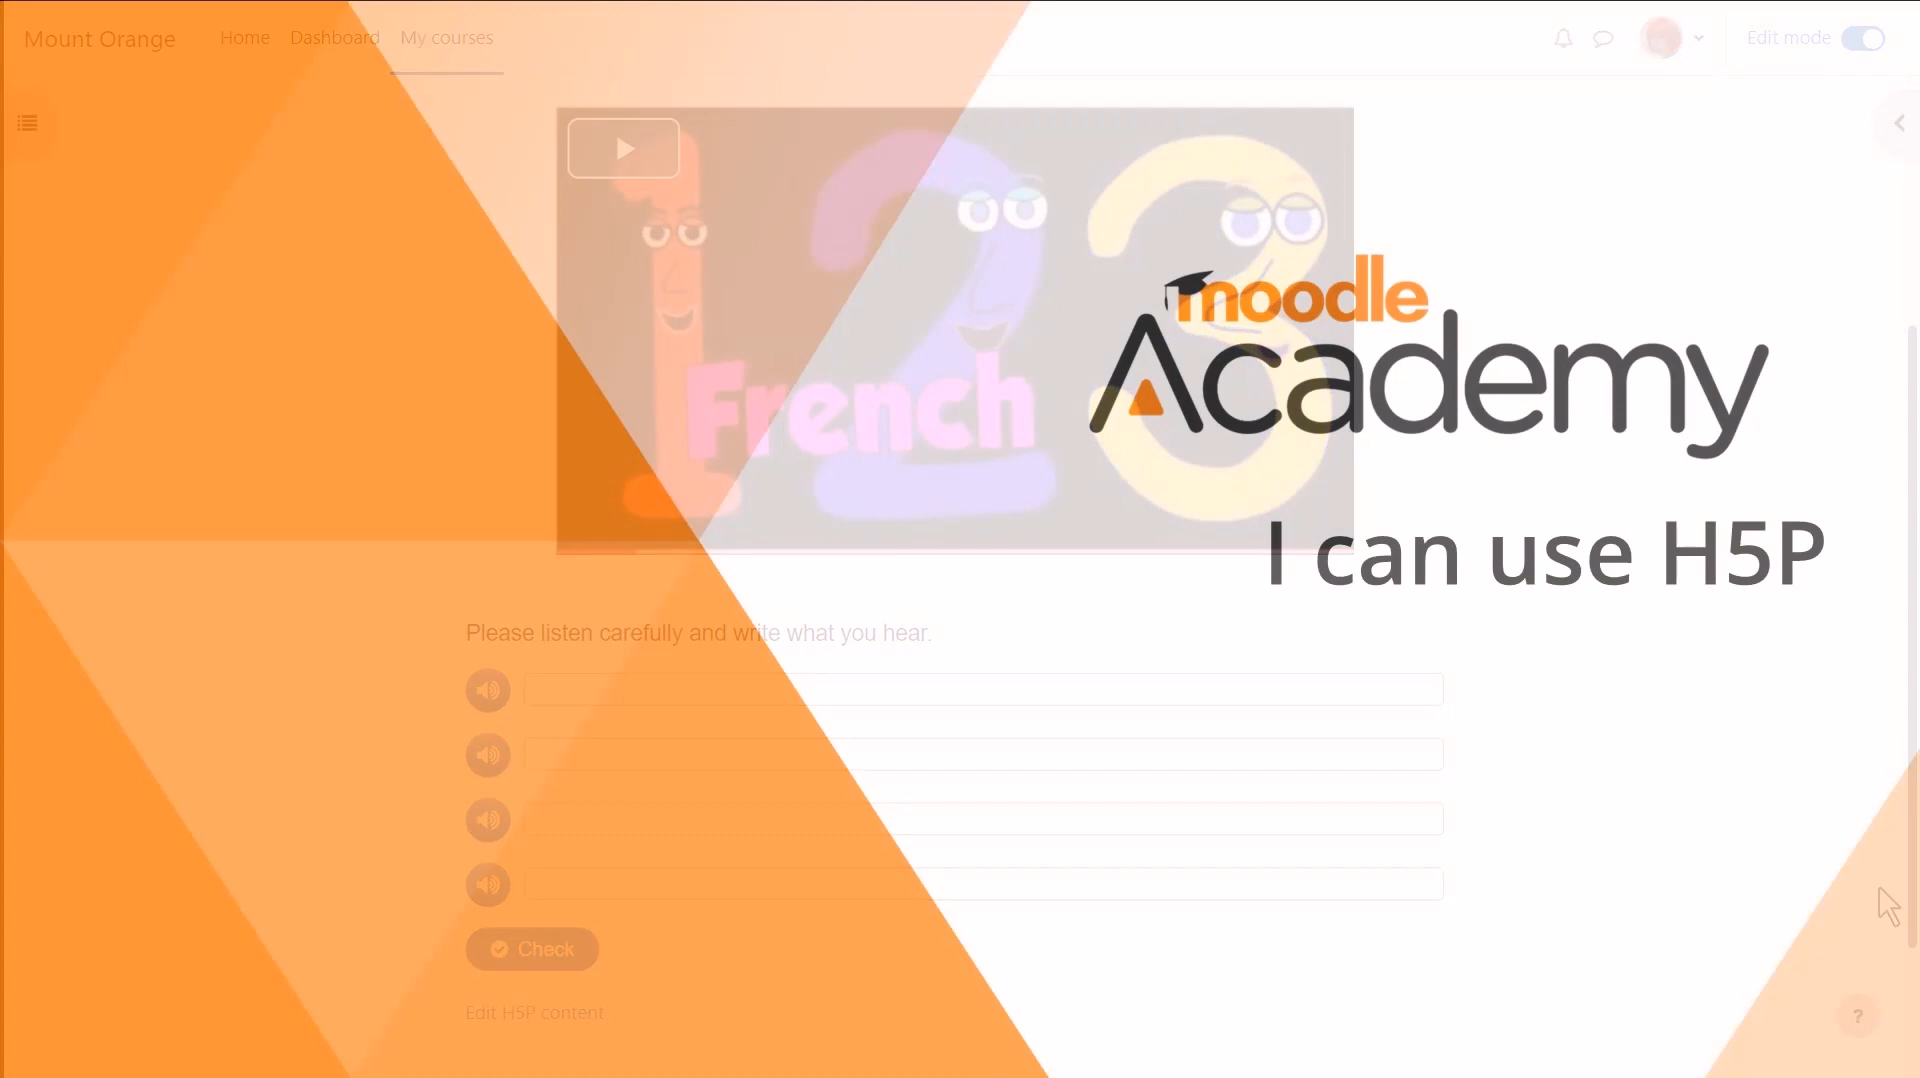 Mount Orange
Home
Dashboard
My courses
Edit mode
French
moodle
Academy
I can use H5P
Please listen carefully and write what you hear.
Check
Edit H5P content
?